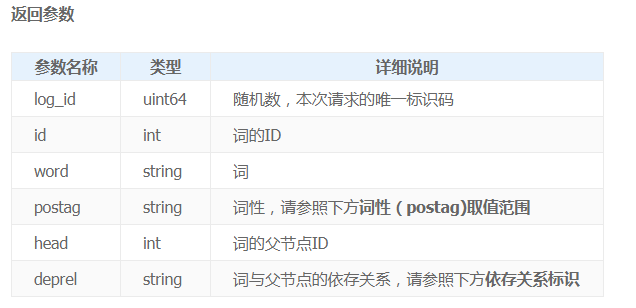 返回参数
参数名称 类型 详细说明
log_id uint64 随机数，本次请求的唯一标识码
id int 词的ID
word string 词
postag string 词性，请参照下方词性（postag)取值范围
head int 词的父节点ID
deprel string 词与父节点的依存关系，请参照下方依存关系标识